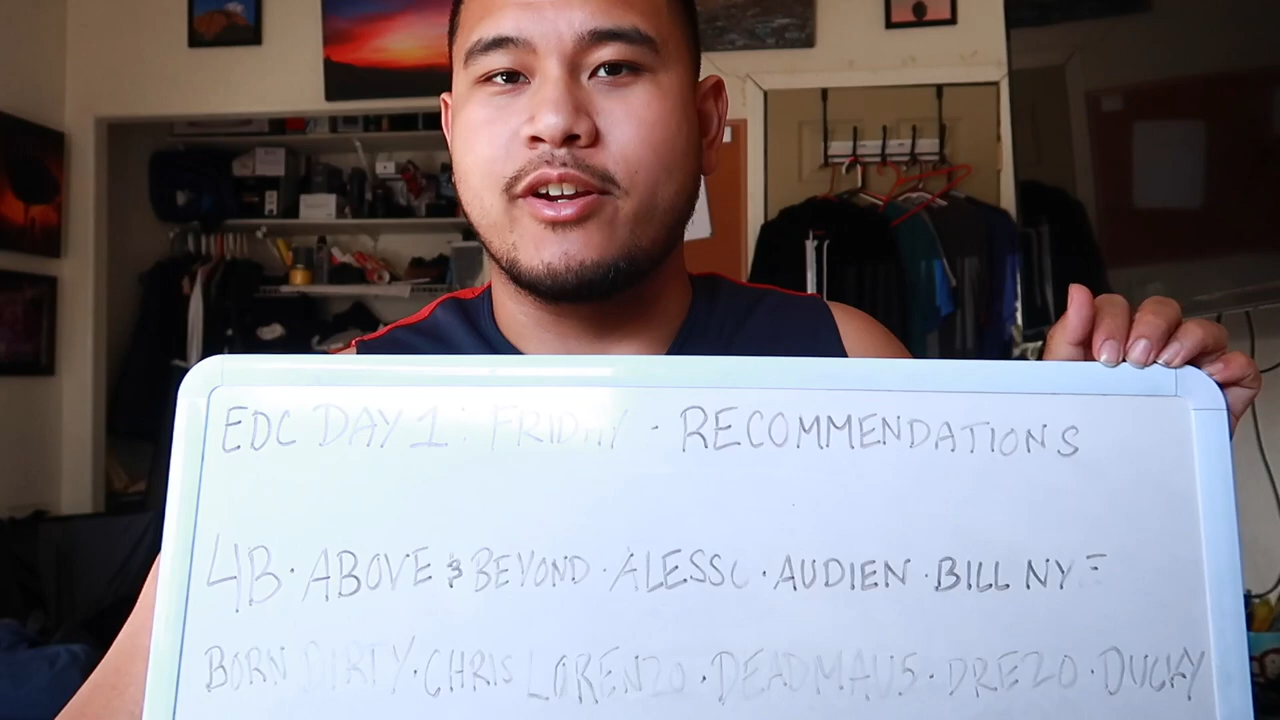 EDC DAY 1: FRIDAY - RECOMMENDATIONS
4B · ABOVE & BEYOND · ALESSO · AUDIEN · BILL NYE
BORN DIRTY · CHRIS LORENZO · DEADMAU5 · DREZO · DUCKY